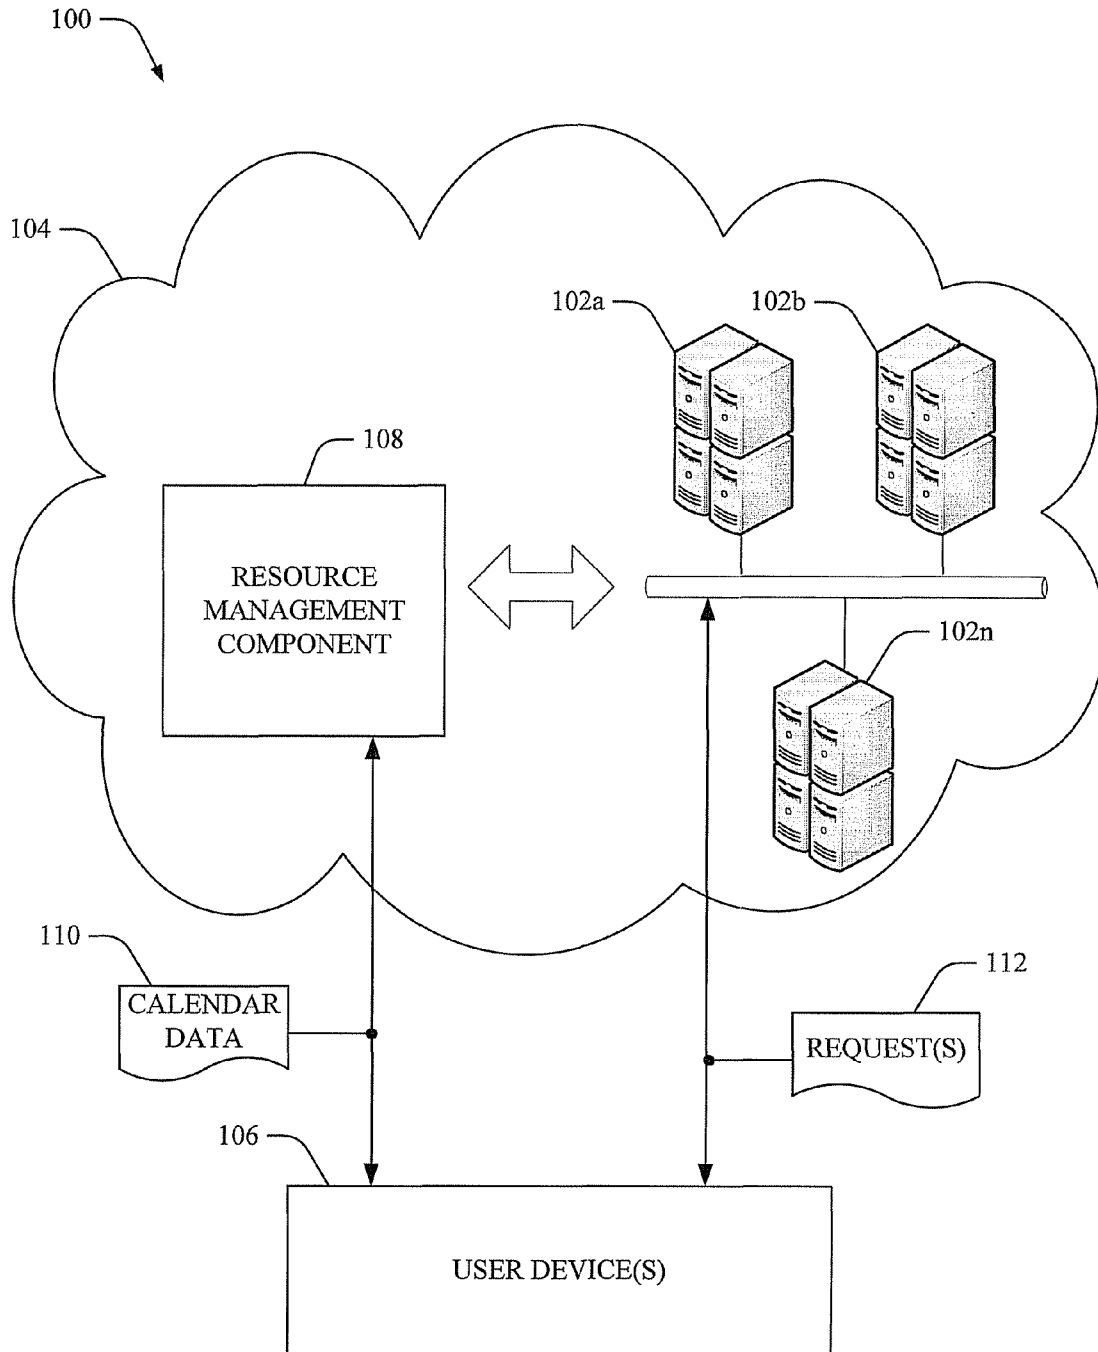 100
104
102a
102b
108
RESOURCE
MANAGEMENT
COMPONENT
102n
110
CALENDAR
DATA
112
REQUEST(S)
106
USER DEVICE(S)